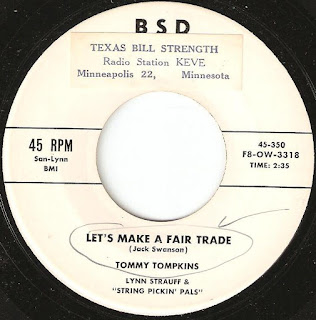 BSD
TEXAS BILL STRENGTH
Radio Station KEVE
Minneapolis 22, Minnesota
45 RPM
San-Lynn
BMI
45-350
F8-OW-3318
TIME: 2:35
LET'S MAKE A FAIR TRADE
(Jack Swanson)
TOMMY TOMPKINS
LYNN STRAUFF &
"STRING PICKIN' PALS"